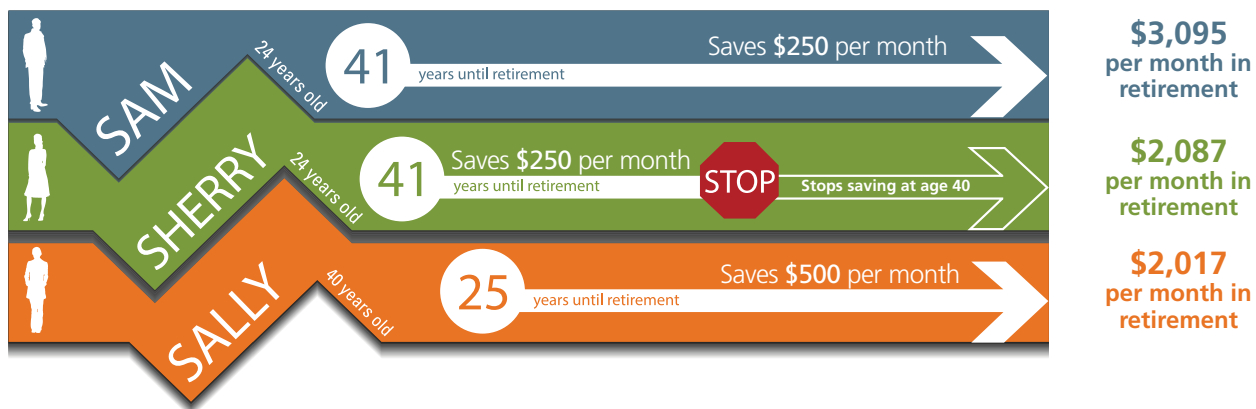 SAM
24 years old
41
years until retirement
Saves $250 per month
$3,095
per month in
retirement
SHERRY
24 years old
41
Saves $250 per month
years until retirement
STOP
Stops saving at age 40
$2,087
per month in
retirement
SALLY
40 years old
25
years until retirement
Saves $500 per month
$2,017
per month in
retirement